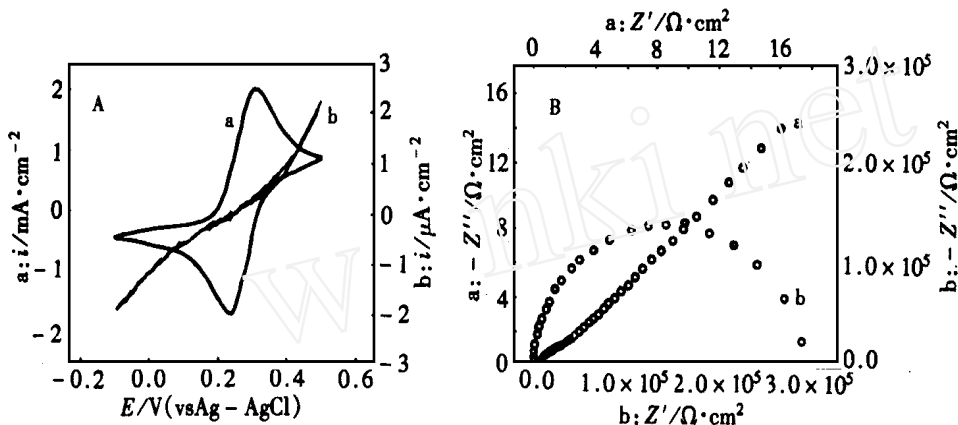 A
a
b
a: i/mA·cm⁻²
2
1
0
-1
-2
b: i/μA·cm⁻²
3
2
1
0
-1
-2
-3
-0.2 0.0 0.2 0.4 0.6
E/V(vsAg-AgCl)
a: Z′/Ω·cm²
0 4 8 12 16
B
a
b
a: -Z″/Ω·cm²
16
14
8
4
0
b: -Z″/Ω·cm²
3.0×10⁵
2.0×10⁵
1.0×10⁵
0.0
0.0 1.0×10⁵ 2.0×10⁵ 3.0×10⁵
b: Z′/Ω·cm²